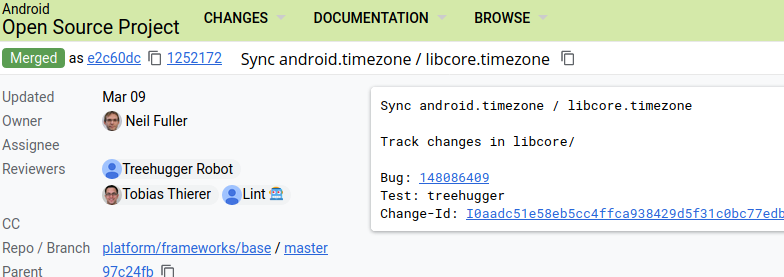 Android
Open Source Project
CHANGES DOCUMENTATION BROWSE
Merged as e2c60dc 1252172 Sync android.timezone / libcore.timezone
Updated Mar 09
Owner Neil Fuller
Assignee
Reviewers Treehugger Robot
Tobias Thierer Lint
CC
Repo / Branch platform/frameworks/base / master
Parent 97c24fb
Sync android.timezone / libcore.timezone
Track changes in libcore/
Bug: 148086409
Test: treehugger
Change-Id: I0aadc51e58eb5cc4ffca938429d5f31c0bc77edb